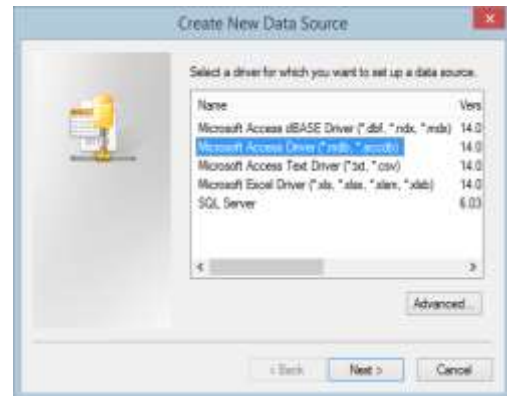 Create New Data Source
Select a driver for which you want to set up a data source.
Name Vers
Microsoft Access dBASE Driver (*.dbf, *.ndx, *.mdx) 14.0
Microsoft Access Driver (*.mdb, *.accdb) 14.0
Microsoft Access Text Driver (*.txt, *.csv) 14.0
Microsoft Excel Driver (*.xls, *.xlsx, *.xlsm, *.xlsb) 14.0
SQL Server 6.03
Advanced...
< Back Next > Cancel